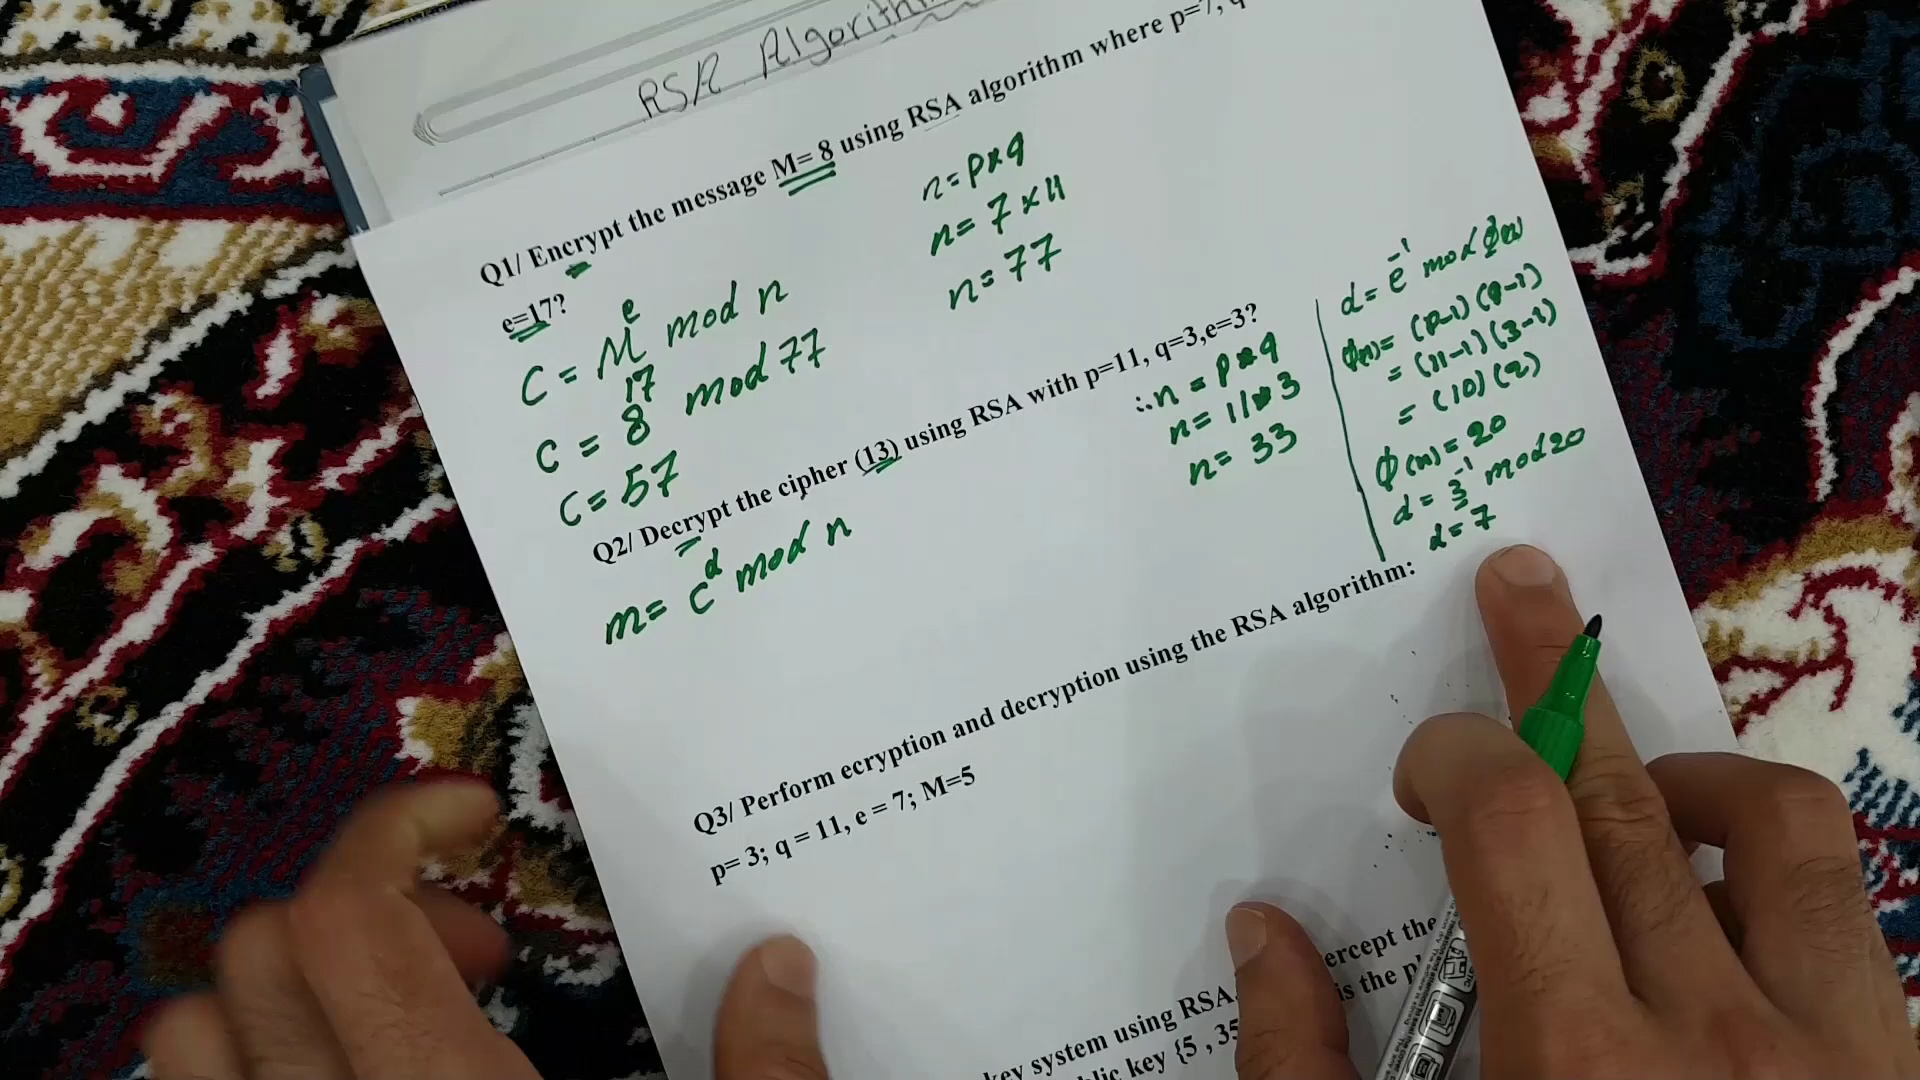 RSA Algorithm
Q1/ Encrypt the message M= 8 using RSA algorithm where p=7, q
e=17?
n=p*q
n=7*11
n=77
C=M^e mod n
C=8^17 mod 77
C=57
Q2/ Decrypt the cipher (13) using RSA with p=11, q=3,e=3?
m=c^d mod n
∴n=p*q
n=11*3
n=33
d=e^-1 mod φ(n)
φ(n)=(p-1)(q-1)
=(11-1)(3-1)
=(10)(2)
φ(n)=20
d=3^-1 mod 20
d=7
Q3/ Perform ecryption and decryption using the RSA algorithm:
p= 3; q = 11, e = 7; M=5
ercept the
key system using RSA,
is the
public key {5 , 35